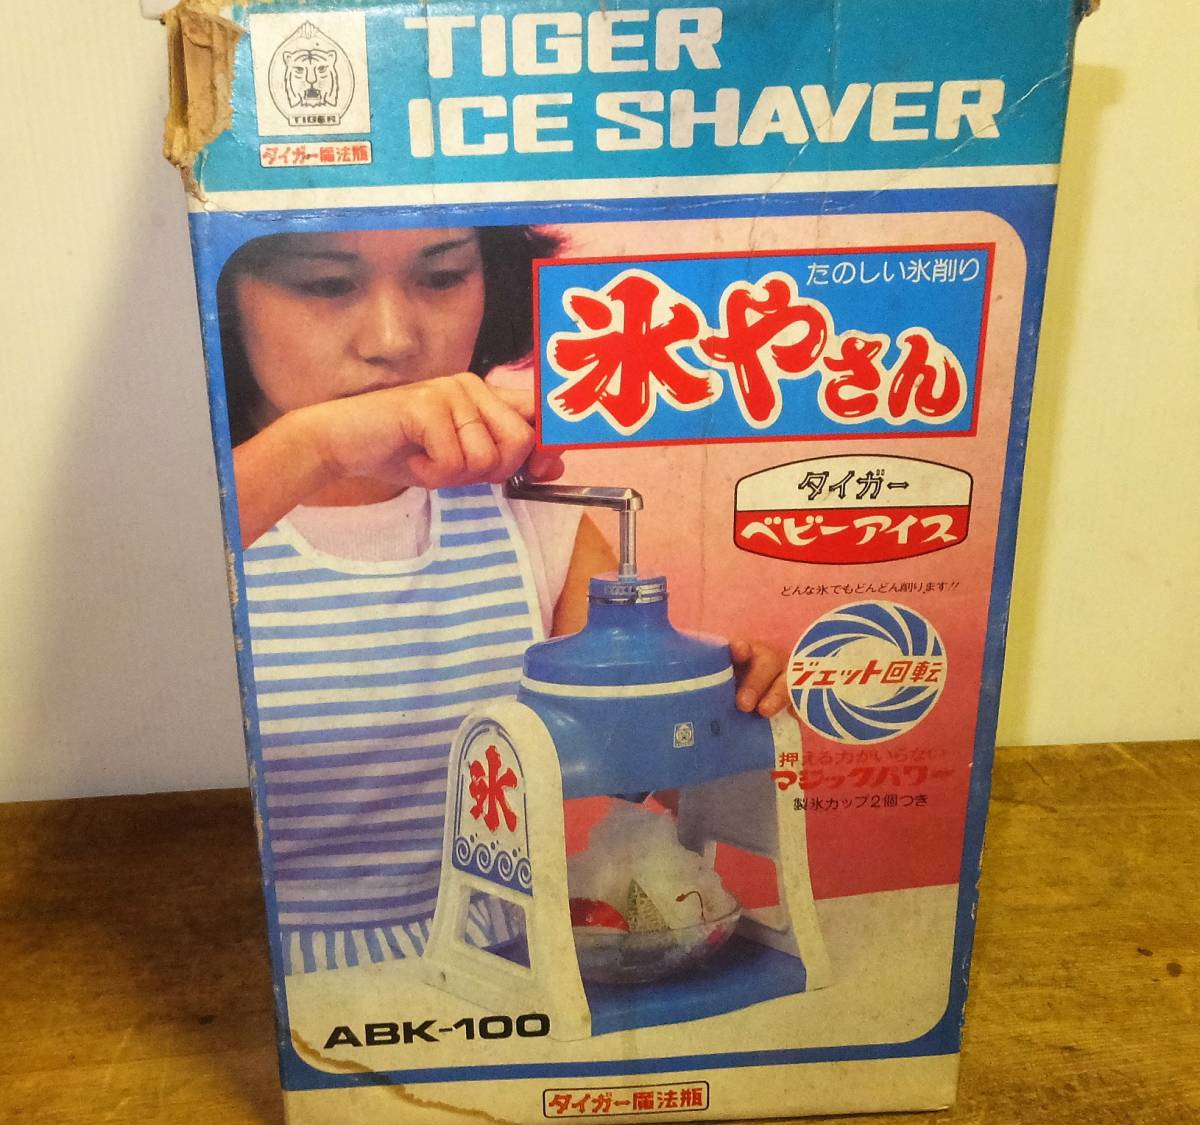 TIGER
ICE SHAVER
TIGER
タイガー魔法瓶
たのしい氷削り
氷やさん
タイガー
ベビーアイス
どんな氷でもどんどん削ります!!
ジェット回転
押える力がいらない
マジックパワー
製氷カップ2個つき
氷
ABK-100
タイガー魔法瓶